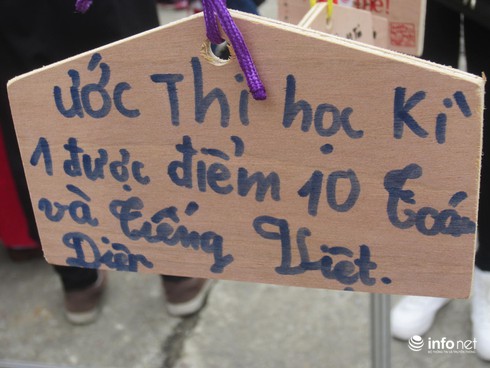 ước Thi học Kì
1 được điểm 10 Toán
và Tiếng Việt.
infonet